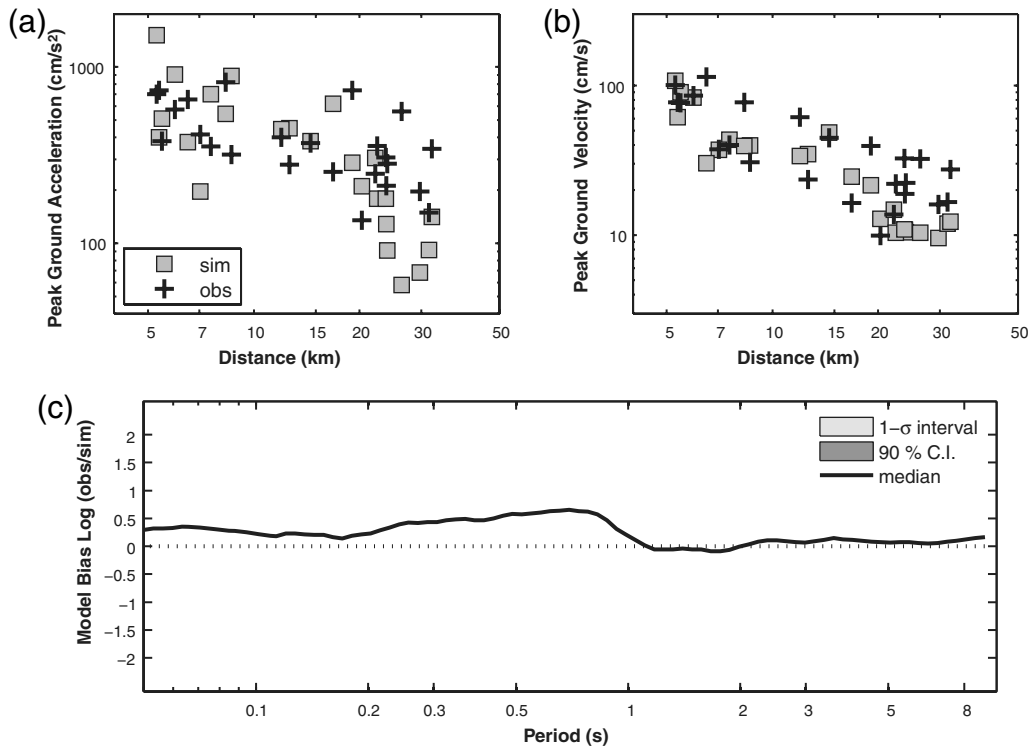 (a)
Peak Ground Acceleration (cm/s²)
1000
100
sim
obs
5 7 10 15 20 30 50
Distance (km)
(b)
Peak Ground Velocity (cm/s)
100
10
5 7 10 15 20 30 50
Distance (km)
(c)
Model Bias Log (obs/sim)
2
1.5
1
0.5
0
−0.5
−1
−1.5
−2
1−σ interval
90 % C.I.
median
0.1 0.2 0.3 0.5 1 2 3 5 8
Period (s)